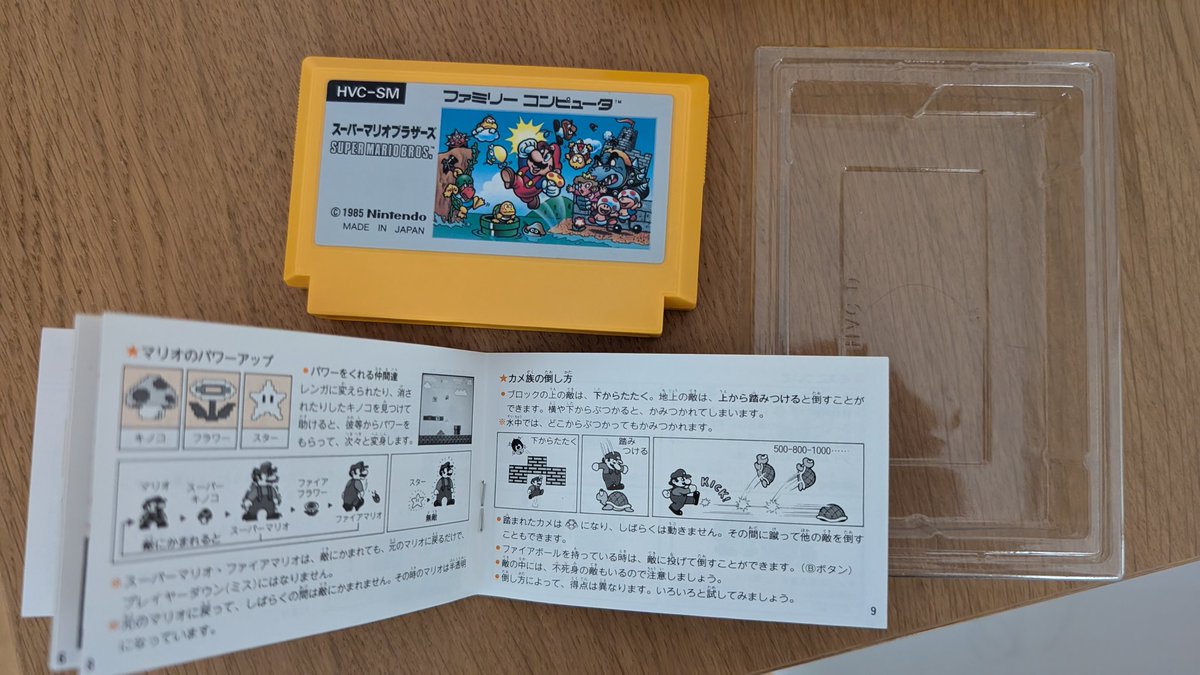 HVC-SM
ファミリー コンピュータ™
スーパーマリオブラザーズ
SUPER MARIO BROS.™
© 1985 Nintendo
MADE IN JAPAN
★マリオのパワーアップ
キノコ
フラワー
スター
• パワーをくれる仲間達
レンガに変えられたり、消さ
れたりしたキノコを見つけて
助けると、彼等からパワーを
もらって、次々と変身します。
マリオ
スーパー
キノコ
スーパーマリオ
ファイア
フラワー
ファイアマリオ
敵にかまれると
スター
無敵
※スーパーマリオ・ファイアマリオは、敵にかまれても、元のマリオに戻るだけで、
プレイヤーダウン(ミス)にはなりません。
※元のマリオに戻って、しばらくの間は敵にかまれません。その時のマリオは半透明
になっています。
6
8
★カメ族の倒し方
• ブロックの上の敵は、下からたたく。地上の敵は、上から踏みつけると倒すことが
できます。横や下からぶつかると、かみつかれてしまいます。
※水中では、どこからぶつかってもかみつかれます。
下からたたく
踏み
つける
500-800-1000……
KICK!
• 踏まれたカメは になり、しばらくは動きません。その間に蹴って他の敵を倒す
こともできます。
• ファイアボールを持っている時は、敵に投げて倒すことができます。(Ⓑボタン)
• 敵の中には、不死身の敵もいるので注意しましょう。
• 倒し方によって、得点は異なります。いろいろと試してみましょう。
9